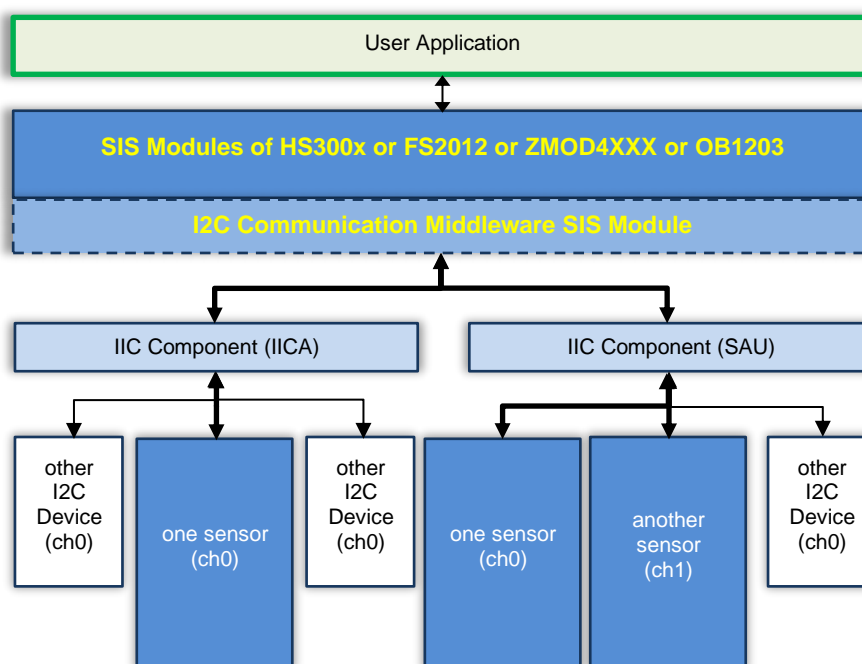 User Application
SIS Modules of HS300x or FS2012 or ZMOD4XXX or OB1203
I2C Communication Middleware SIS Module
IIC Component (IICA)
IIC Component (SAU)
other
I2C
Device
(ch0)
one sensor
(ch0)
other
I2C
Device
(ch0)
one sensor
(ch0)
another
sensor
(ch1)
other
I2C
Device
(ch0)